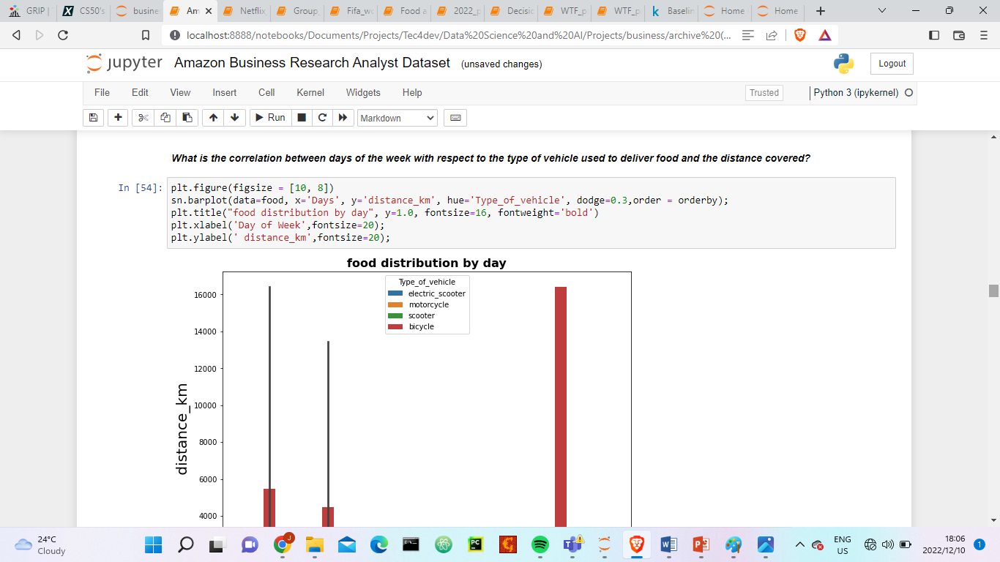 GRIP |
CS50's
busine
Am
Netflix
Group_
Fifa_wo
Food a
2022_p
Decisio
WTF_p
WTF_p
Baselin
Home
Home
localhost:8888/notebooks/Documents/Projects/Tec4dev/Data%20Science%20and%20AI/Projects/business/archive%20(...
jupyter Amazon Business Research Analyst Dataset (unsaved changes)
Logout
File Edit View Insert Cell Kernel Widgets Help
Trusted
Python 3 (ipykernel)
Run
Markdown
What is the correlation between days of the week with respect to the type of vehicle used to deliver food and the distance covered?
In [54]:
plt.figure(figsize = [10, 8])
sn.barplot(data=food, x='Days', y='distance_km', hue='Type_of_vehicle', dodge=0.3,order = orderby);
plt.title("food distribution by day", y=1.0, fontsize=16, fontweight='bold')
plt.xlabel('Day of Week',fontsize=20);
plt.ylabel(' distance_km',fontsize=20);
food distribution by day
Type_of_vehicle
electric_scooter
motorcycle
scooter
bicycle
16000
14000
12000
10000
8000
6000
4000
distance_km
24°C
Cloudy
ENG
US
18:06
2022/12/10
1